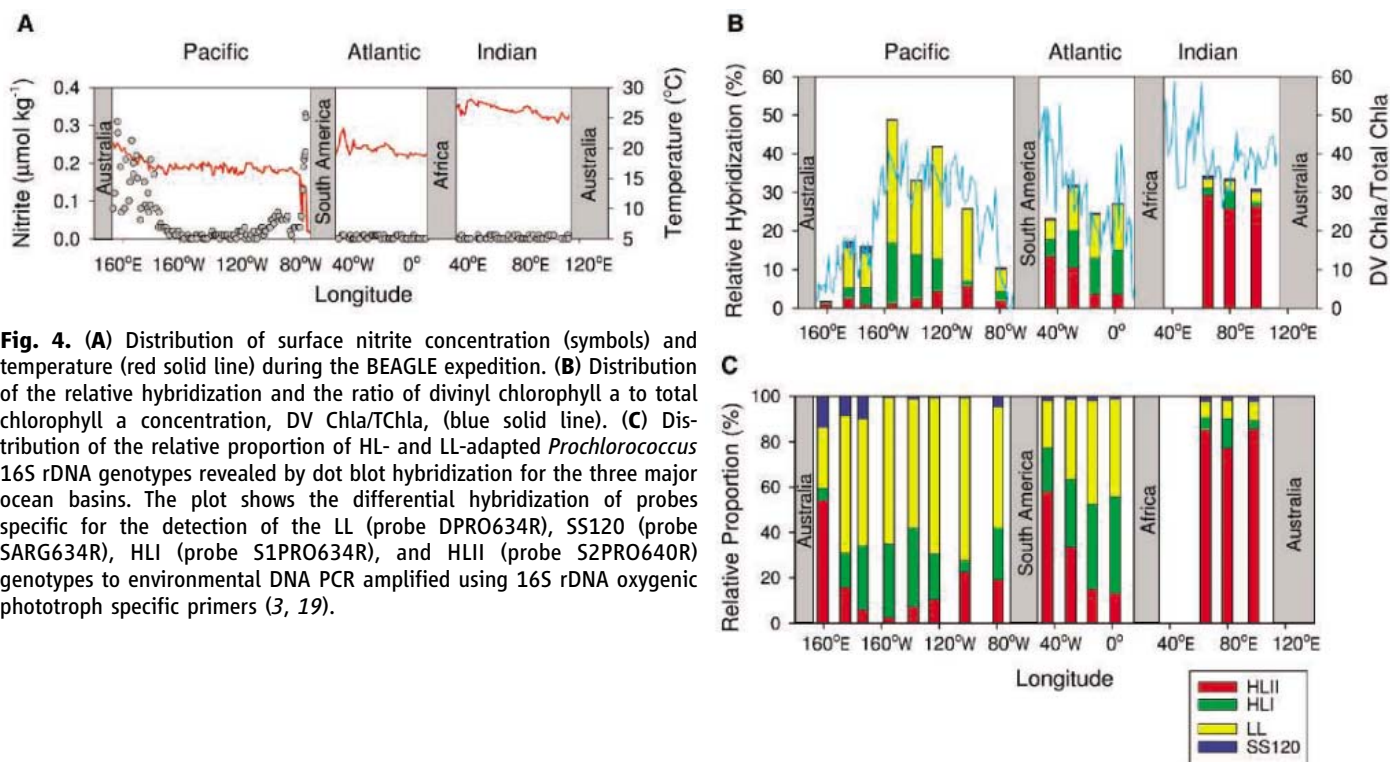 A
Pacific
Atlantic
Indian
Nitrite (µmol kg⁻¹)
0.4
0.3
0.2
0.1
0.0
Australia
South America
Africa
Australia
30
25
20
15
10
5
Temperature (°C)
160°E 160°W 120°W 80°W 40°W 0° 40°E 80°E 120°E
Longitude
Fig. 4. (A) Distribution of surface nitrite concentration (symbols) and
temperature (red solid line) during the BEAGLE expedition. (B) Distribution
of the relative hybridization and the ratio of divinyl chlorophyll a to total
chlorophyll a concentration, DV Chla/TChla, (blue solid line). (C) Dis-
tribution of the relative proportion of HL- and LL-adapted Prochlorococcus
16S rDNA genotypes revealed by dot blot hybridization for the three major
ocean basins. The plot shows the differential hybridization of probes
specific for the detection of the LL (probe DPRO634R), SS120 (probe
SARG634R), HLI (probe S1PRO634R), and HLII (probe S2PRO640R)
genotypes to environmental DNA PCR amplified using 16S rDNA oxygenic
phototroph specific primers (3, 19).
B
Pacific
Atlantic
Indian
Relative Hybridization (%)
60
50
40
30
20
10
0
Australia
South America
Africa
Australia
60
50
40
30
20
10
0
DV Chla/Total Chla
160°E 160°W 120°W 80°W 40°W 0° 40°E 80°E 120°E
C
Relative Proportion (%)
100
80
60
40
20
0
Australia
South America
Africa
Australia
160°E 160°W 120°W 80°W 40°W 0° 40°E 80°E 120°E
Longitude
HLII
HLI
LL
SS120